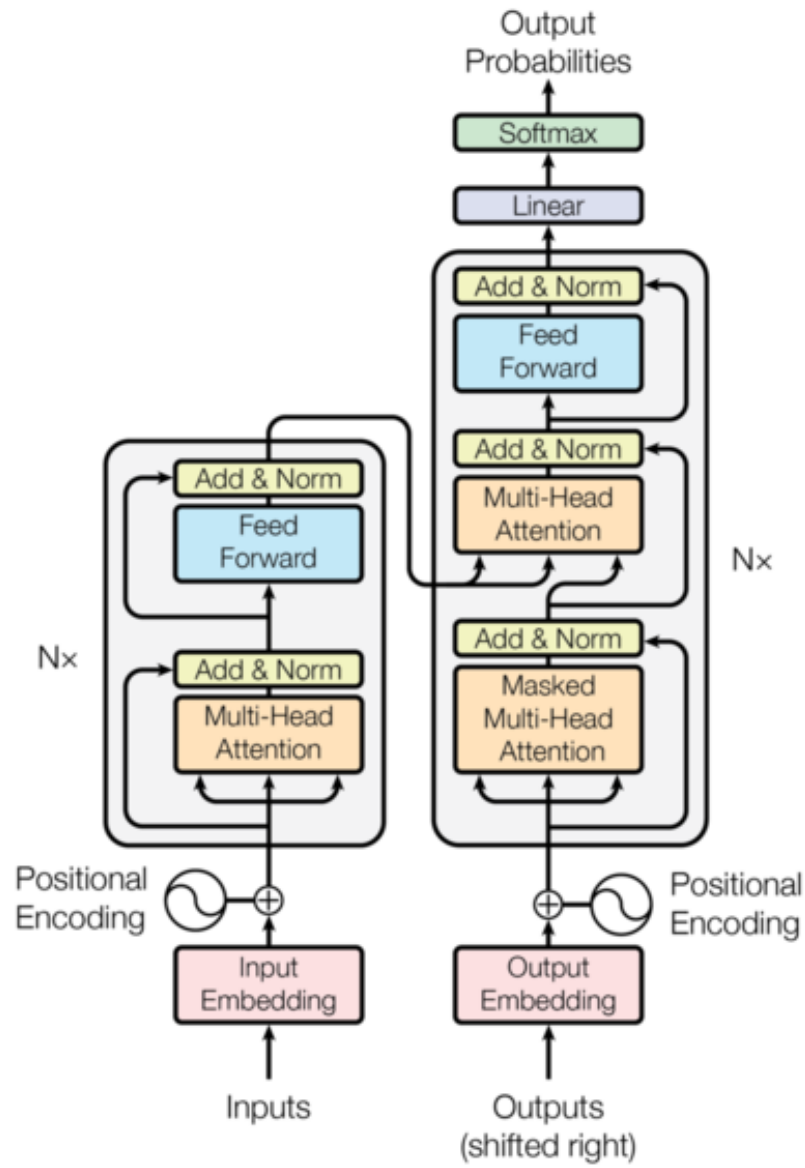 Output
Probabilities
Softmax
Linear
Add & Norm
Feed
Forward
Add & Norm
Multi-Head
Attention
Add & Norm
Masked
Multi-Head
Attention
N×
Add & Norm
Feed
Forward
Add & Norm
Multi-Head
Attention
N×
Positional
Encoding
Positional
Encoding
Input
Embedding
Output
Embedding
Inputs
Outputs
(shifted right)